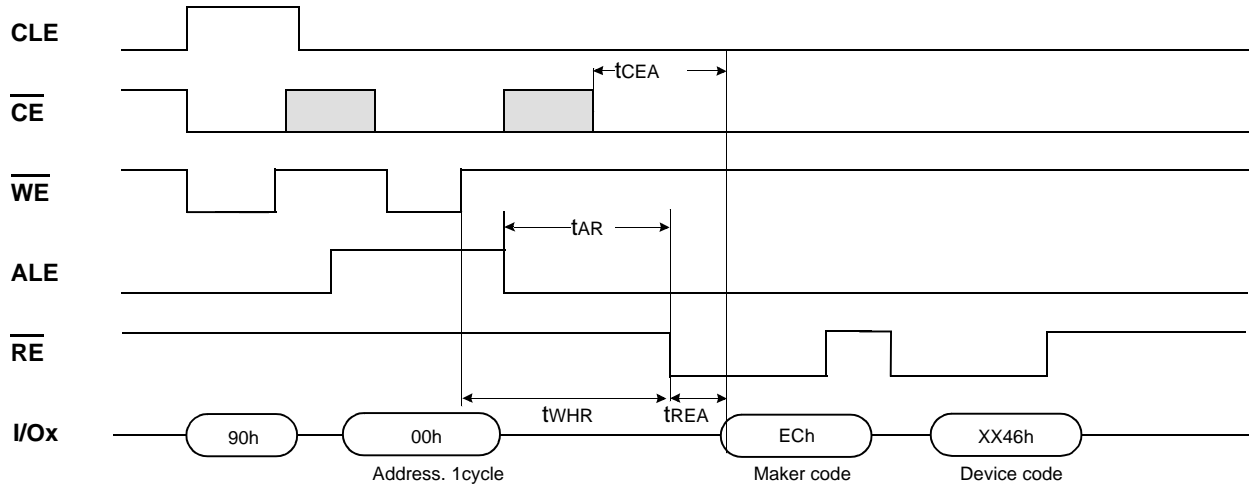 CLE
tCEA
CE
WE
tAR
ALE
RE
tWHR
tREA
I/Ox
90h
00h
ECh
XX46h
Address. 1cycle
Maker code
Device code